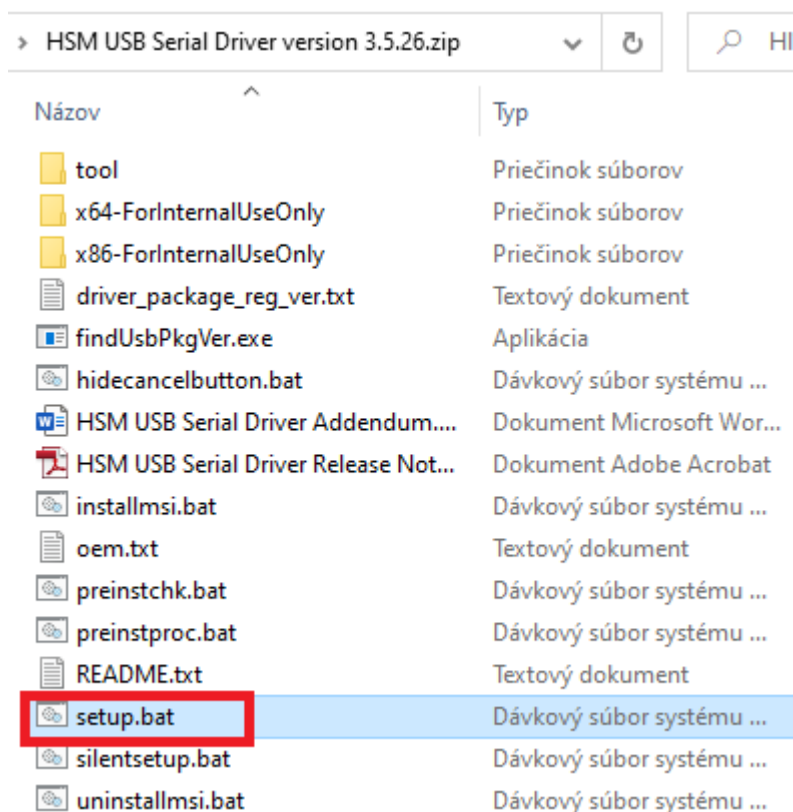 HSM USB Serial Driver version 3.5.26.zip HI
Názov Typ
tool Priečinok súborov
x64-ForInternalUseOnly Priečinok súborov
x86-ForInternalUseOnly Priečinok súborov
driver_package_reg_ver.txt Textový dokument
findUsbPkgVer.exe Aplikácia
hidecancelbutton.bat Dávkový súbor systému ...
HSM USB Serial Driver Addendum.... Dokument Microsoft Wor...
HSM USB Serial Driver Release Not... Dokument Adobe Acrobat
installmsi.bat Dávkový súbor systému ...
oem.txt Textový dokument
preinstchk.bat Dávkový súbor systému ...
preinstproc.bat Dávkový súbor systému ...
README.txt Textový dokument
setup.bat Dávkový súbor systému ...
silentsetup.bat Dávkový súbor systému ...
uninstallmsi.bat Dávkový súbor systému ...